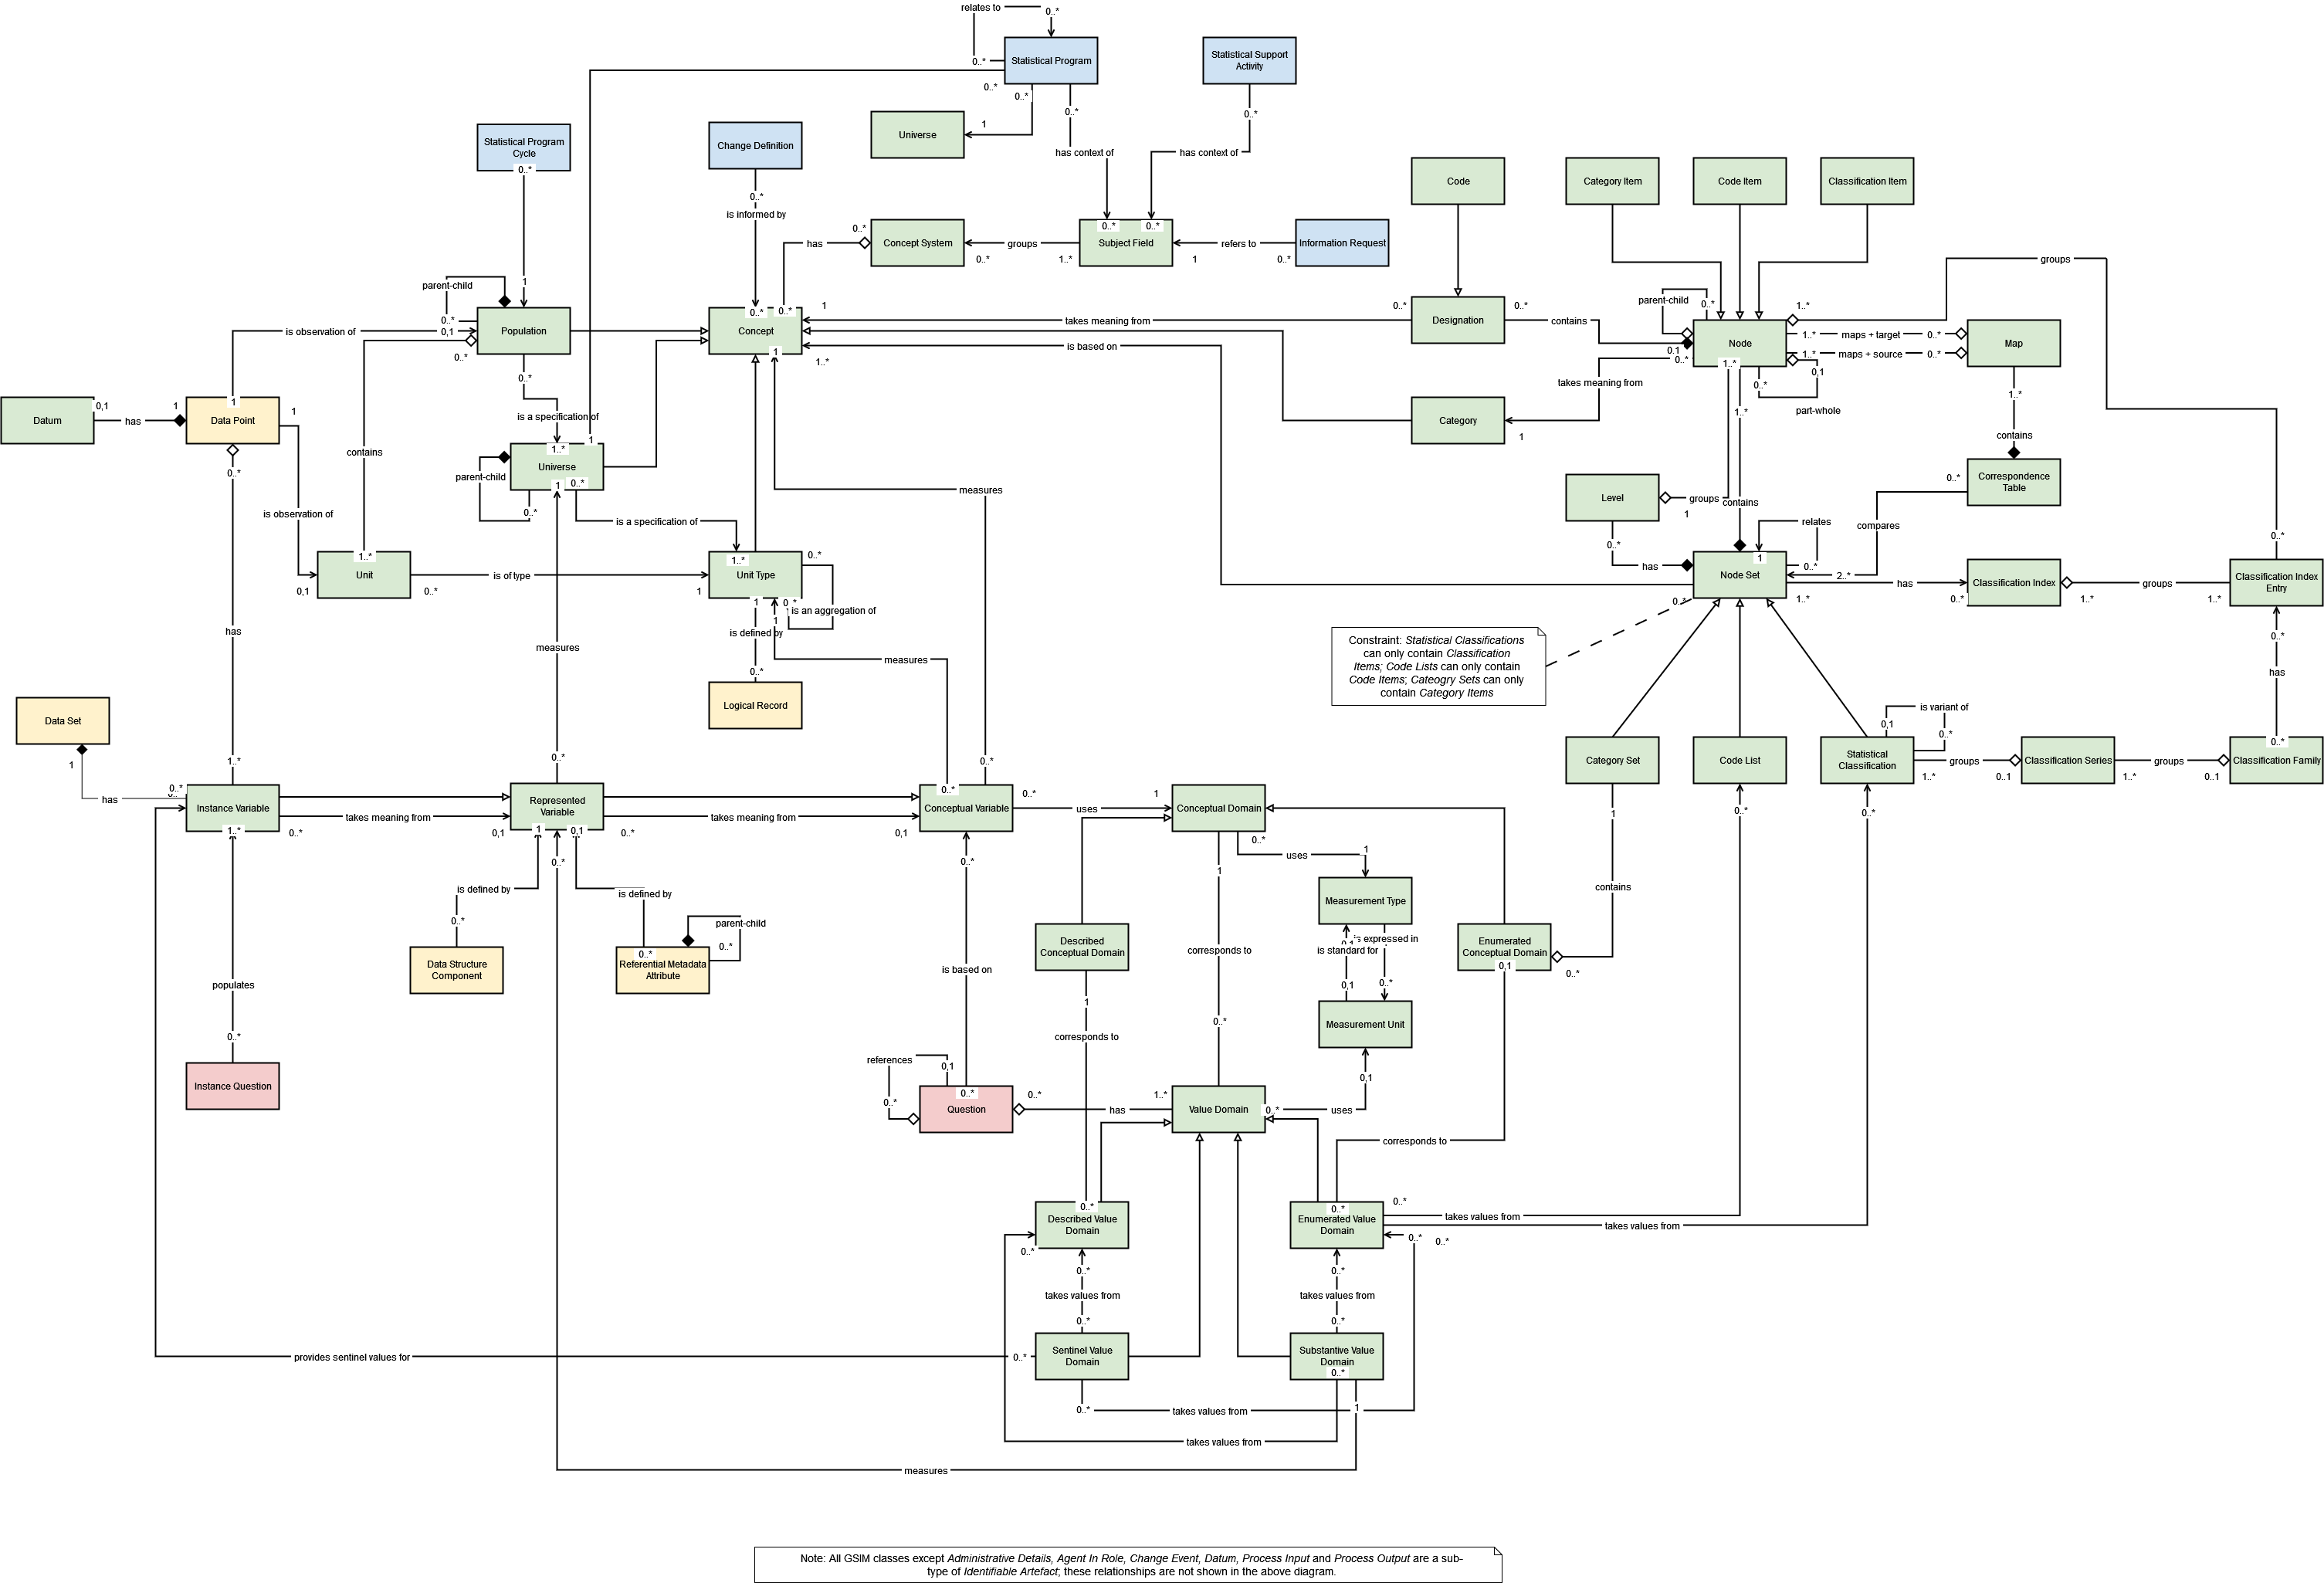 relates to
0..*
0..*
Statistical Program
0..*
0..*
0..*
Statistical Support
Activity
0..*
Universe
1
has context of
has context of
Statistical Program
Cycle
0..*
Change Definition
0..*
is informed by
Concept System
0..*
has
0..*
groups
1..*
Subject Field
0..*
0..*
refers to
1
0..*
Information Request
Code
Category Item
Code Item
Classification Item
groups
parent-child
0..*
0,1
0..*
1
Population
is observation of
Concept
0..*
0..*
1
1
1..*
takes meaning from
0..*
Designation
0..*
contains
is based on
parent-child
0..*
0,1
0..*
Node
1..*
1..*
1..*
maps + target
0..*
1..*
maps + source
0..*
Map
0..*
0,1
part-whole
takes meaning from
Category
1
Datum
0,1
has
1
Data Point
1
1
0..*
0..*
is a specification of
1..*
1
Universe
1
0..*
parent-child
0..*
contains
is observation of
0,1
Unit
1..*
0..*
is of type
1
is a specification of
1..*
Unit Type
0..*
0..*
is an aggregation of
1
is defined by
0..*
1
Logical Record
measures
measures
measures
1..*
contains
Correspondence
Table
0..*
compares
2..*
Level
groups
1
0..*
has
1..*
contains
Node Set
1
relates
0..*
0..*
1..*
has
0..*
Classification Index
1..*
groups
1..*
Classification Index
Entry
0..*
0..*
has
0..*
Constraint: Statistical Classifications
can only contain Classification
Items; Code Lists can only contain
Code Items; Cateogry Sets can only
contain Category Items
Category Set
Code List
Statistical
Classification
0,1
is variant of
0..*
1..*
groups
0..1
Classification Series
1..*
groups
0..1
Classification Family
Data Set
1
has
0..*
0..*
has
1..*
Instance Variable
1..*
0..*
takes meaning from
0,1
0..*
Represented
Variable
1
0,1
0..*
takes meaning from
0,1
0..*
Conceptual Variable
0..*
0..*
uses
1
Conceptual Domain
0..*
uses
1
1
corresponds to
0..*
Measurement Type
0,1
is expressed in
is standard for
0,1
0..*
Measurement Unit
0,1
uses
0..*
1
contains
0..*
Enumerated
Conceptual Domain
0,1
0..*
0..*
is defined by
0..*
Data Structure
Component
0..*
is defined by
0..*
Referential Metadata
Attribute
parent-child
0..*
populates
0..*
Instance Question
0..*
is based on
Described
Conceptual Domain
1
corresponds to
references
0,1
0..*
0..*
Question
0..*
has
1..*
Value Domain
corresponds to
0..*
Described Value
Domain
0..*
0..*
takes values from
0..*
Sentinel Value
Domain
0..*
0..*
provides sentinel values for
0..*
Enumerated Value
Domain
0..*
takes values from
takes values from
0..*
0..*
0..*
takes values from
0..*
Substantive Value
Domain
0..*
1
takes values from
takes values from
measures
Note: All GSIM classes except Administrative Details, Agent In Role, Change Event, Datum, Process Input and Process Output are a sub-
type of Identifiable Artefact; these relationships are not shown in the above diagram.